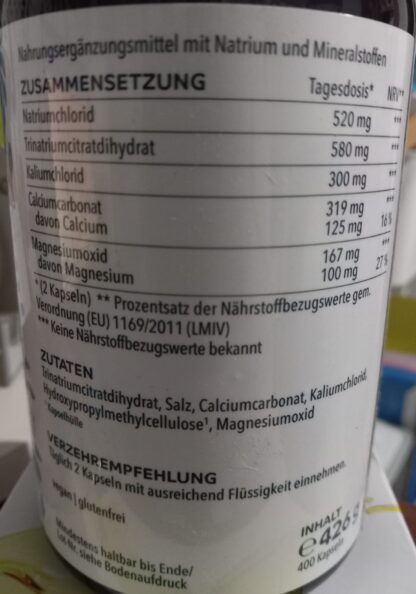 Nahrungsergänzungsmittel mit Natrium und Mineralstoffen
ZUSAMMENSETZUNG Tagesdosis* NRV**
Natriumchlorid 520 mg ***
Trinatriumcitratdihydrat 580 mg ***
Kaliumchlorid 300 mg ***
Calciumcarbonat 319 mg ***
davon Calcium 125 mg 16 %
Magnesiumoxid 167 mg ***
davon Magnesium 100 mg 27 %
* (2 Kapseln) ** Prozentsatz der Nährstoffbezugswerte gem.
Verordnung (EU) 1169/2011 (LMIV)
*** Keine Nährstoffbezugswerte bekannt
ZUTATEN
Trinatriumcitratdihydrat, Salz, Calciumcarbonat, Kaliumchlorid,
Hydroxypropylmethylcellulose¹, Magnesiumoxid
¹ Kapselhülle
VERZEHREMPFEHLUNG
Täglich 2 Kapseln mit ausreichend Flüssigkeit einnehmen.
vegan | glutenfrei
Mindestens haltbar bis Ende/
Lot-Nr. siehe Bodenaufdruck
INHALT
℮ 426 g
400 Kapseln